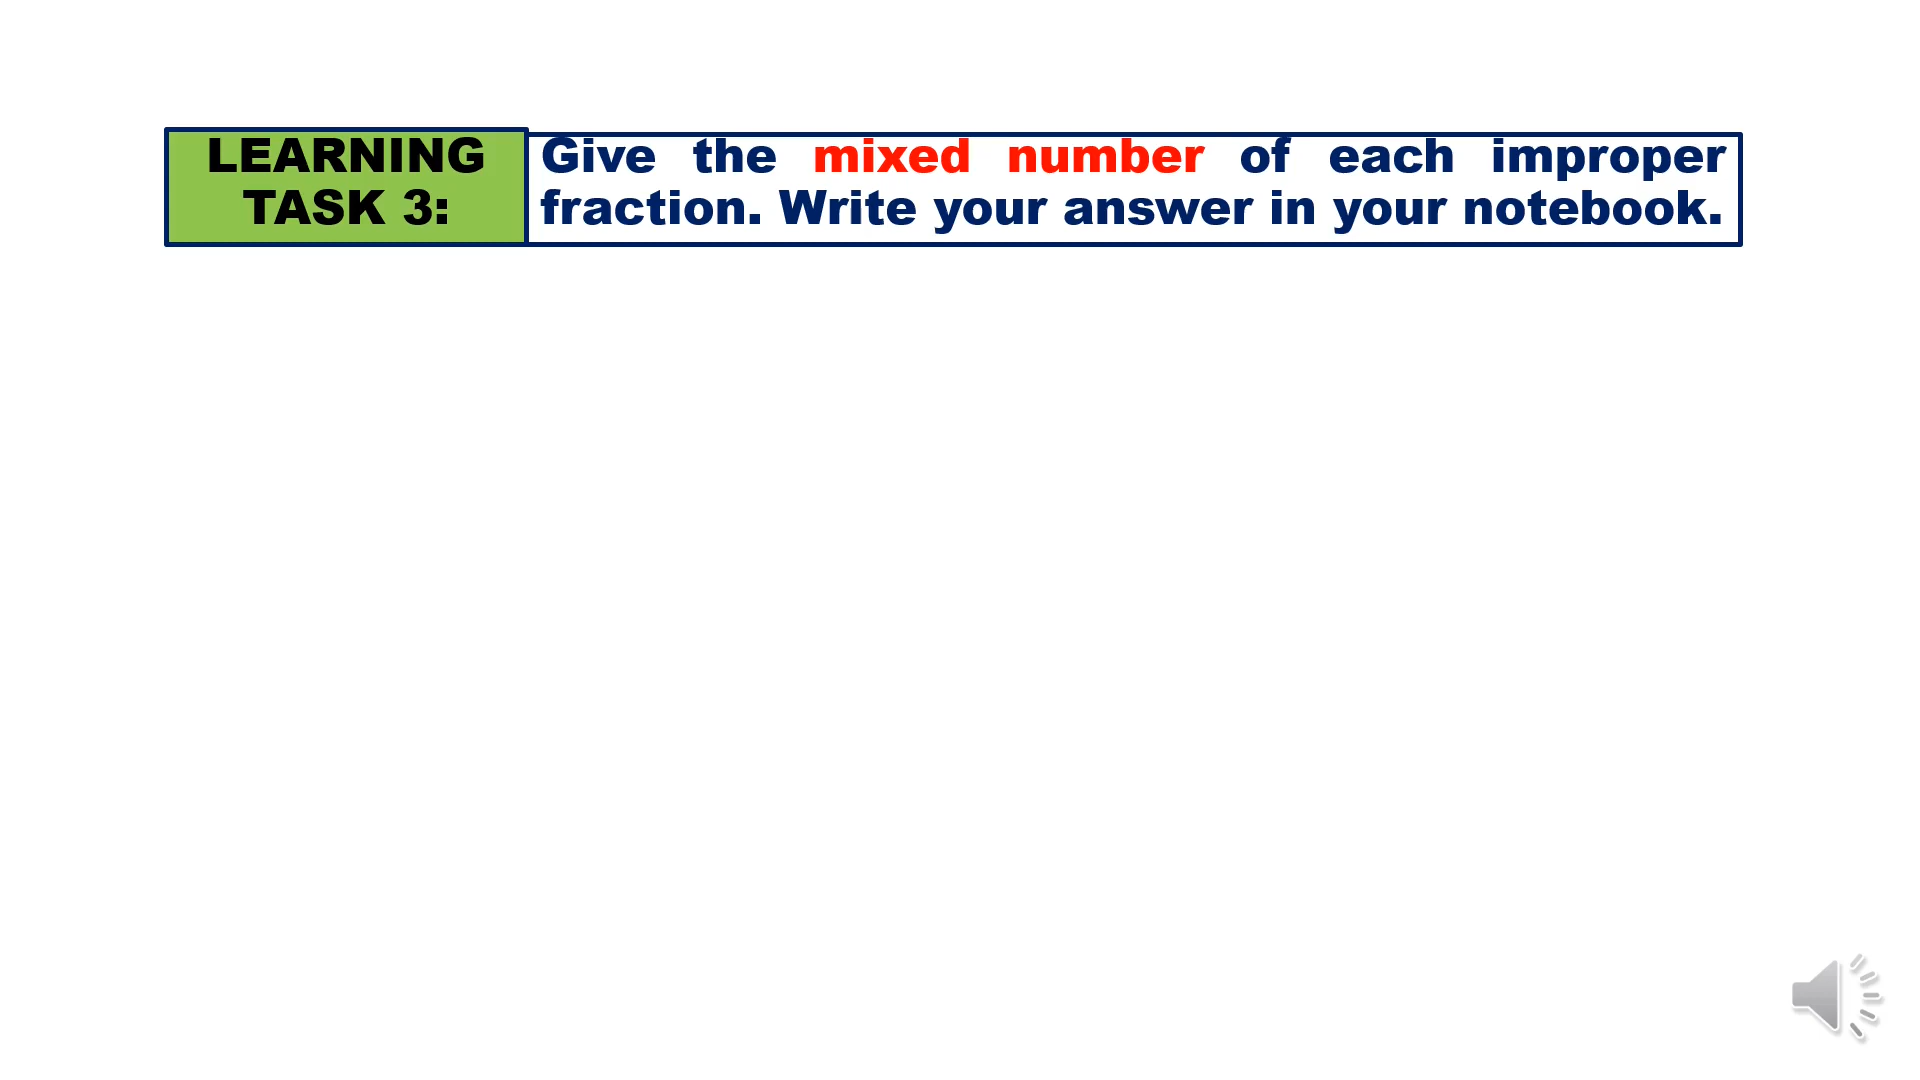 LEARNING
TASK 3:
Give the mixed number of each improper
fraction. Write your answer in your notebook.